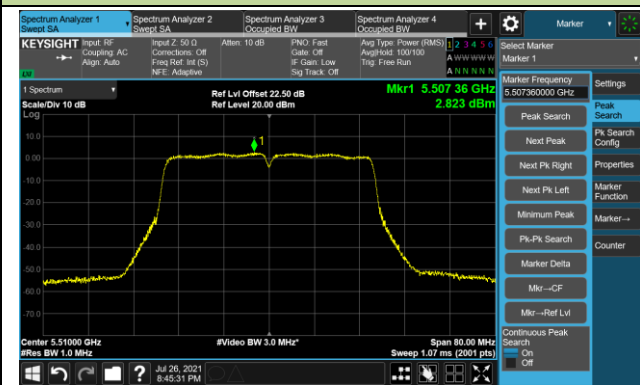 Spectrum Analyzer 1
Swept SA
Spectrum Analyzer 2
Swept SA
Spectrum Analyzer 3
Occupied BW
Spectrum Analyzer 4
Occupied BW
+
Marker
KEYSIGHT
Input: RF
Coupling: AC
Align: Auto
Input Z: 50 Ω
Corrections: Off
Freq Ref: Int (S)
NFE: Adaptive
Atten: 10 dB
PNO: Fast
Gate: Off
IF Gain: Low
Sig Track: Off
Avg Type: Power (RMS)
Avg|Hold: 100/100
Trig: Free Run
1 2 3 4 5 6
A W W W W W
A N N N N N
LXI
Select Marker
Marker 1
1 Spectrum
Scale/Div 10 dB
Log
Ref Lvl Offset 22.50 dB
Ref Level 20.00 dBm
Mkr1 5.507 36 GHz
2.823 dBm
1
10.0
0.00
-10.0
-20.0
-30.0
-40.0
-50.0
-60.0
-70.0
Center 5.51000 GHz
#Res BW 1.0 MHz
#Video BW 3.0 MHz*
Span 80.00 MHz
Sweep 1.07 ms (2001 pts)
Marker Frequency
5.507360000 GHz
Peak Search
Next Peak
Next Pk Right
Next Pk Left
Minimum Peak
Pk-Pk Search
Marker Delta
Mkr→CF
Mkr→Ref Lvl
Continuous Peak
Search
On
Off
Settings
Peak
Search
Pk Search
Config
Properties
Marker
Function
Marker→
Counter
?
Jul 26, 2021
8:45:31 PM